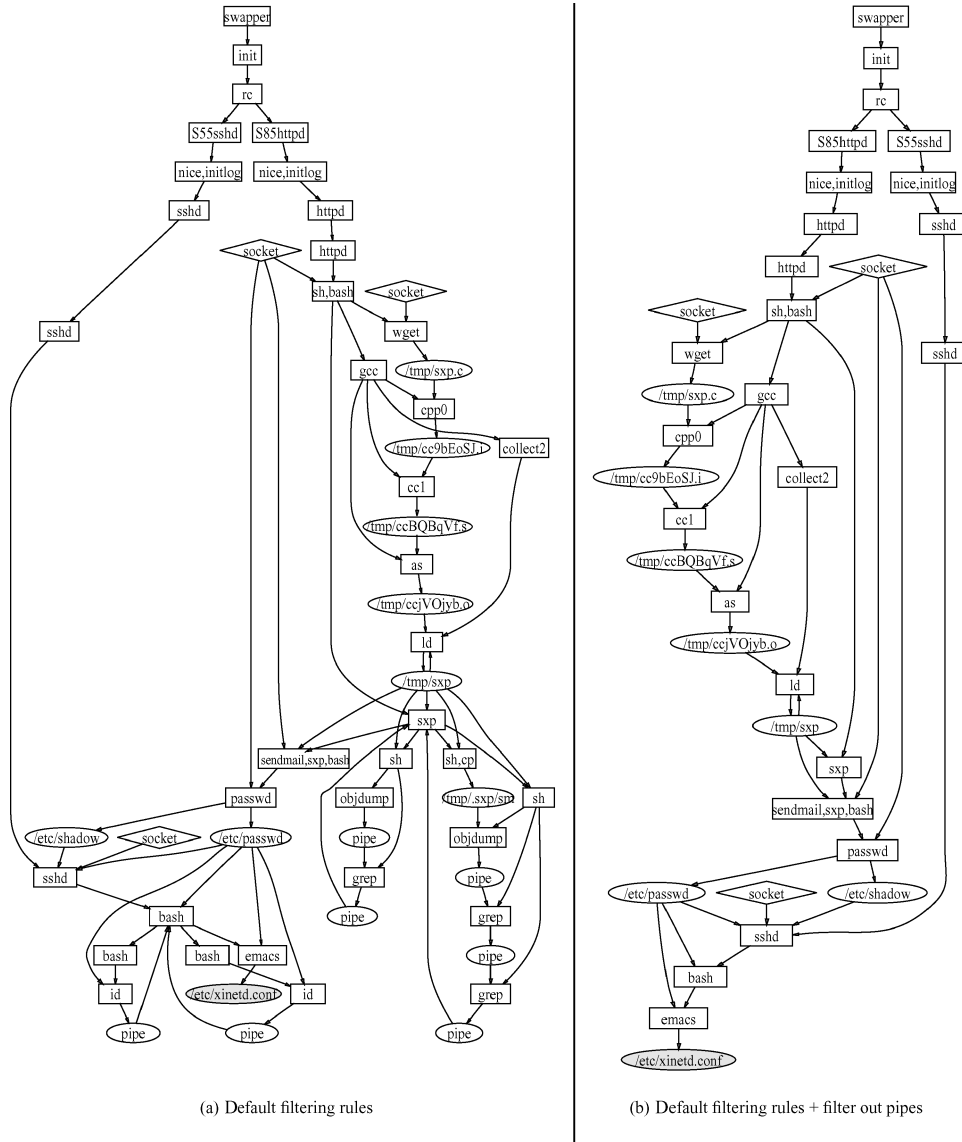 swapper
init
rc
S55sshd
S85httpd
nice,initlog
nice,initlog
sshd
httpd
socket
httpd
sh,bash
socket
sshd
wget
gcc
/tmp/sxp.c
cpp0
/tmp/cc9bEoSJ.i
collect2
cc1
/tmp/ccBQBqVf.s
as
/tmp/ccjVOjyb.o
ld
/tmp/sxp
sxp
sendmail,sxp,bash
sh
sh,cp
passwd
objdump
/tmp/.sxp/sm
sh
/etc/shadow
socket
/etc/passwd
pipe
objdump
sshd
grep
pipe
bash
pipe
grep
bash
bash
emacs
pipe
id
/etc/xinetd.conf
id
grep
pipe
pipe
pipe
(a) Default filtering rules
swapper
init
rc
S85httpd
S55sshd
nice,initlog
nice,initlog
httpd
sshd
httpd
socket
socket
sh,bash
wget
sshd
/tmp/sxp.c
gcc
cpp0
/tmp/cc9bEoSJ.i
collect2
cc1
/tmp/ccBQBqVf.s
as
/tmp/ccjVOjyb.o
ld
/tmp/sxp
sxp
sendmail,sxp,bash
passwd
/etc/passwd
socket
/etc/shadow
sshd
bash
emacs
/etc/xinetd.conf
(b) Default filtering rules + filter out pipes